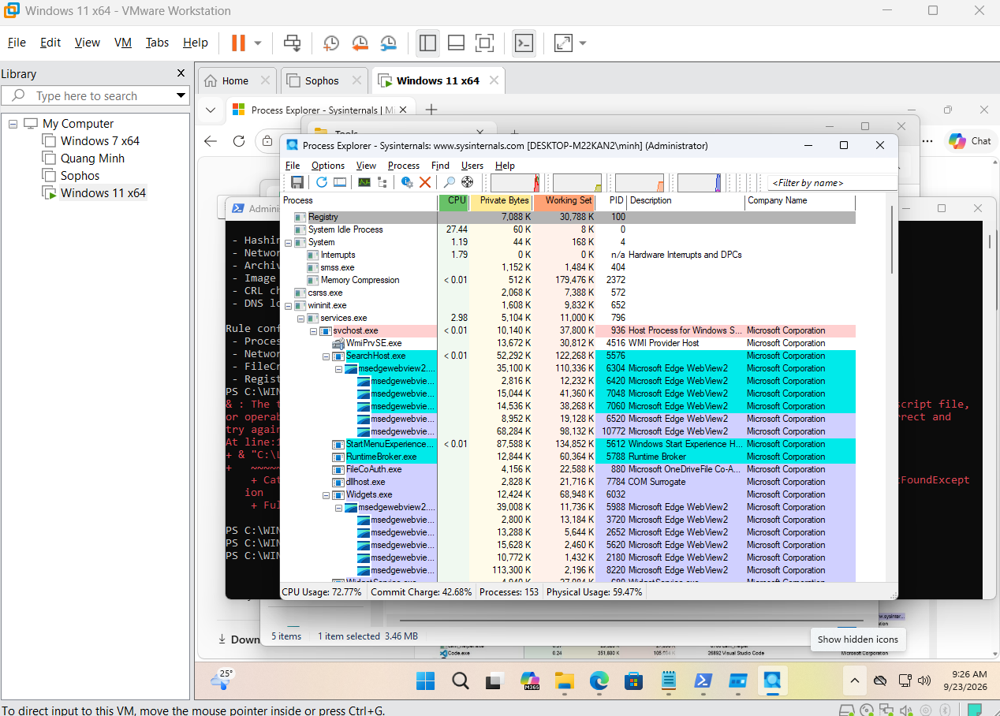 Windows 11 x64 - VMware Workstation
File Edit View VM Tabs Help
Library
Type here to search
My Computer
Windows 7 x64
Quang Minh
Sophos
Windows 11 x64
Home
Sophos
Windows 11 x64
Process Explorer - Sysinternals | Mi
Chat
Process Explorer - Sysinternals: www.sysinternals.com [DESKTOP-M22KAN2\minh] (Administrator)
File Options View Process Find Users Help
<Filter by name>
Process CPU Private Bytes Working Set PID Description Company Name
Registry 7,088 K 30,788 K 100
System Idle Process 27.44 60 K 8 K 0
System 1.19 44 K 168 K 4
Interrupts 1.79 0 K 0 K n/a Hardware Interrupts and DPCs
smss.exe 1,152 K 1,484 K 404
Memory Compression < 0.01 512 K 179,476 K 2372
csrss.exe 2,068 K 7,388 K 572
wininit.exe 1,608 K 9,832 K 652
services.exe 2.98 5,104 K 11,000 K 796
svchost.exe < 0.01 10,140 K 37,800 K 936 Host Process for Windows S... Microsoft Corporation
WmiPrvSE.exe 13,672 K 30,812 K 4516 WMI Provider Host Microsoft Corporation
SearchHost.exe < 0.01 52,292 K 122,268 K 5576 Microsoft Corporation
msedgewebview2.... 35,100 K 110,336 K 6304 Microsoft Edge WebView2 Microsoft Corporation
msedgewebvie... 2,816 K 12,232 K 6420 Microsoft Edge WebView2 Microsoft Corporation
msedgewebvie... 15,044 K 41,360 K 7048 Microsoft Edge WebView2 Microsoft Corporation
msedgewebvie... 14,536 K 38,268 K 7060 Microsoft Edge WebView2 Microsoft Corporation
msedgewebvie... 8,952 K 19,128 K 6520 Microsoft Edge WebView2 Microsoft Corporation
msedgewebvie... 68,284 K 98,132 K 10772 Microsoft Edge WebView2 Microsoft Corporation
StartMenuExperience... < 0.01 87,588 K 134,852 K 5612 Windows Start Experience H... Microsoft Corporation
RuntimeBroker.exe 12,844 K 60,364 K 5788 Runtime Broker Microsoft Corporation
FileCoAuth.exe 4,156 K 22,588 K 880 Microsoft OneDriveFile Co-A... Microsoft Corporation
dllhost.exe 2,828 K 21,716 K 7784 COM Surrogate Microsoft Corporation
Widgets.exe 12,424 K 68,948 K 6032 Microsoft Corporation
msedgewebview2.... 39,008 K 11,736 K 5988 Microsoft Edge WebView2 Microsoft Corporation
msedgewebvie... 2,800 K 13,184 K 3720 Microsoft Edge WebView2 Microsoft Corporation
msedgewebvie... 13,288 K 5,644 K 2652 Microsoft Edge WebView2 Microsoft Corporation
msedgewebvie... 15,628 K 2,460 K 5620 Microsoft Edge WebView2 Microsoft Corporation
msedgewebvie... 10,772 K 1,432 K 2180 Microsoft Edge WebView2 Microsoft Corporation
msedgewebvie... 113,300 K 2,196 K 8220 Microsoft Edge WebView2 Microsoft Corporation
CPU Usage: 72.77% Commit Charge: 42.68% Processes: 153 Physical Usage: 59.47%
Admini
- Hashin
- Networ
- Archiv
- Image
- CRL ch
- DNS lo
Rule conf
- Proces
- Networ
- FileCr
- Regist
PS C:\WIN
& : The t cript file,
or opera rect and
try again
At line:1
+ & "C:\
+ ~~~~~
+ Cat tFoundExcept
ion
+ Ful
PS C:\WIN
PS C:\WIN
PS C:\WIN
Down
5 items 1 item selected 3.46 MB
Code.exe 0.24 351,830 K 26892 Visual Studio Code Microsoft Corporation
Show hidden icons
25°
M365
9:26 AM
9/23/2026
To direct input to this VM, move the mouse pointer inside or press Ctrl+G.